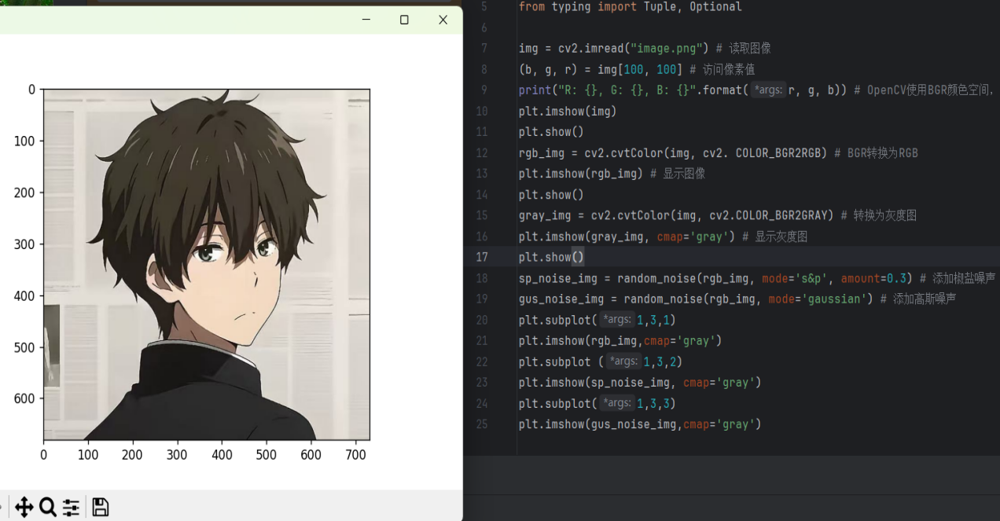 0
100
200
300
400
500
600
0 100 200 300 400 500 600 700
5 from typing import Tuple, Optional
6
7 img = cv2.imread("image.png") # 读取图像
8 (b, g, r) = img[100, 100] # 访问像素值
9 print("R: {}, G: {}, B: {}".format( *args: r, g, b)) # OpenCV使用BGR颜色空间,
10 plt.imshow(img)
11 plt.show()
12 rgb_img = cv2.cvtColor(img, cv2. COLOR_BGR2RGB) # BGR转换为RGB
13 plt.imshow(rgb_img) # 显示图像
14 plt.show()
15 gray_img = cv2.cvtColor(img, cv2.COLOR_BGR2GRAY) # 转换为灰度图
16 plt.imshow(gray_img, cmap='gray') # 显示灰度图
17 plt.show()
18 sp_noise_img = random_noise(rgb_img, mode='s&p', amount=0.3) # 添加椒盐噪声
19 gus_noise_img = random_noise(rgb_img, mode='gaussian') # 添加高斯噪声
20 plt.subplot( *args: 1,3,1)
21 plt.imshow(rgb_img,cmap='gray')
22 plt.subplot ( *args: 1,3,2)
23 plt.imshow(sp_noise_img, cmap='gray')
24 plt.subplot( *args: 1,3,3)
25 plt.imshow(gus_noise_img,cmap='gray')